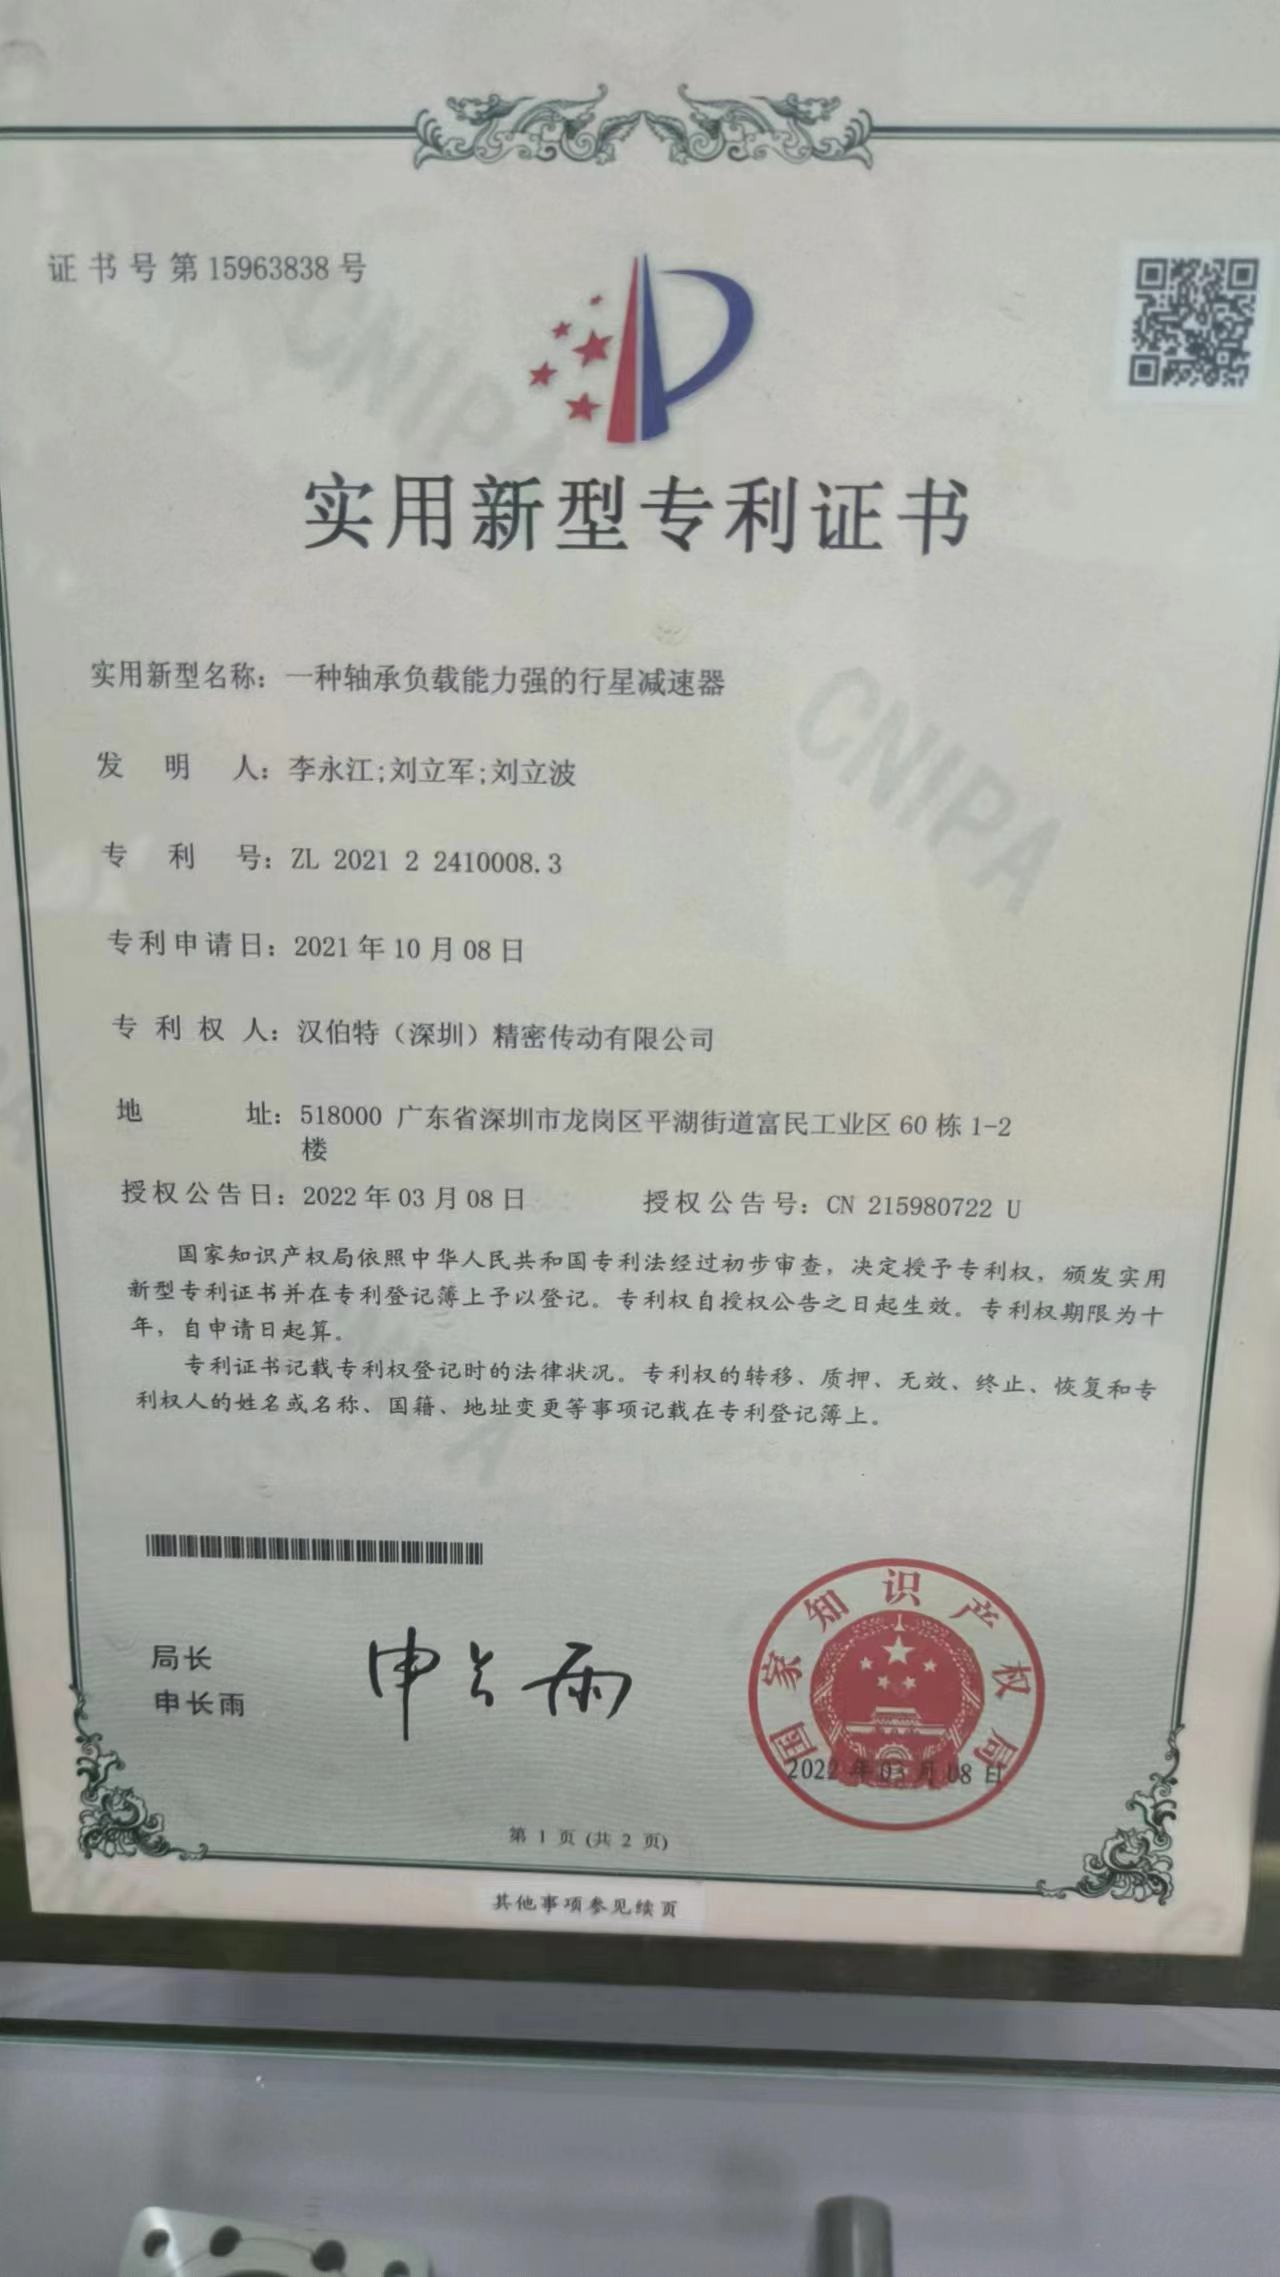 证书号第15963838号
实用新型专利证书
实用新型名称：一种轴承负载能力强的行星减速器
发明人：李永江;刘立军;刘立波
专利号：ZL 2021 2 2410008.3
专利申请日：2021年10月08日
专利权人：汉伯特（深圳）精密传动有限公司
地址：518000 广东省深圳市龙岗区平湖街道富民工业区60栋1-2
楼
授权公告日：2022年03月08日 授权公告号：CN 215980722 U
国家知识产权局依照中华人民共和国专利法经过初步审查，决定授予专利权，颁发实用
新型专利证书并在专利登记簿上予以登记。专利权自授权公告之日起生效。专利权期限为十
年，自申请日起算。
专利证书记载专利权登记时的法律状况。专利权的转移、质押、无效、终止、恢复和专
利权人的姓名或名称、国籍、地址变更等事项记载在专利登记簿上。
局长
申长雨
申长雨
国家知识产权局
2022年03月08日
第 1 页 (共 2 页)
其他事项参见续页
CNIPA
CNIPA